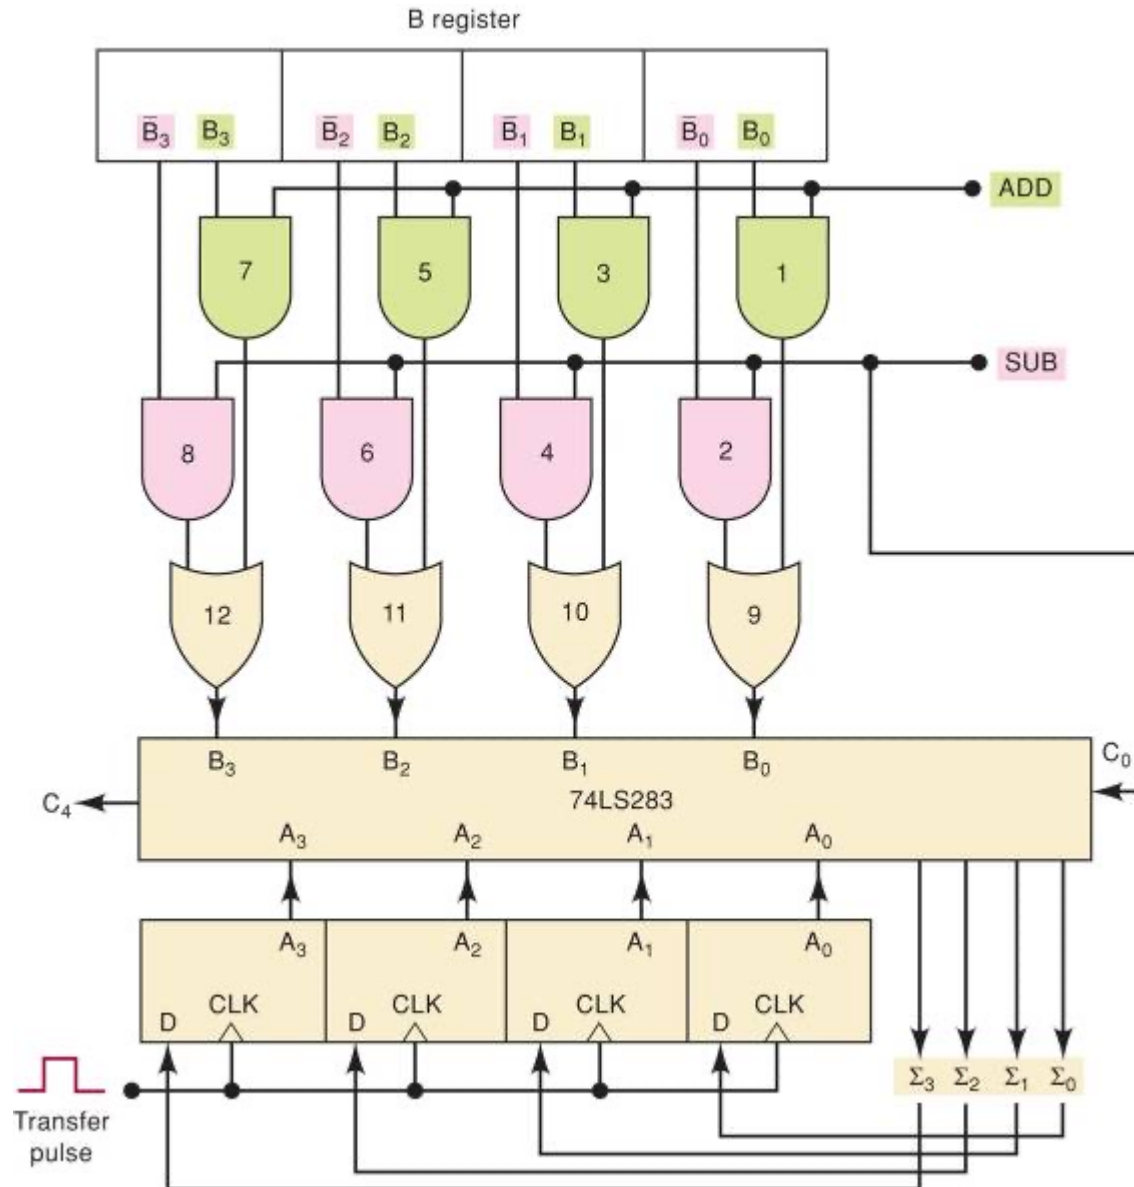 B register
B̅₃ B₃ B̅₂ B₂ B̅₁ B₁ B̅₀ B₀
ADD
7 5 3 1
SUB
8 6 4 2
12 11 10 9
B₃ B₂ B₁ B₀
C₀
74LS283
C₄
A₃ A₂ A₁ A₀
A₃ A₂ A₁ A₀
CLK CLK CLK CLK
D D D D
Σ₃ Σ₂ Σ₁ Σ₀
Transfer
pulse